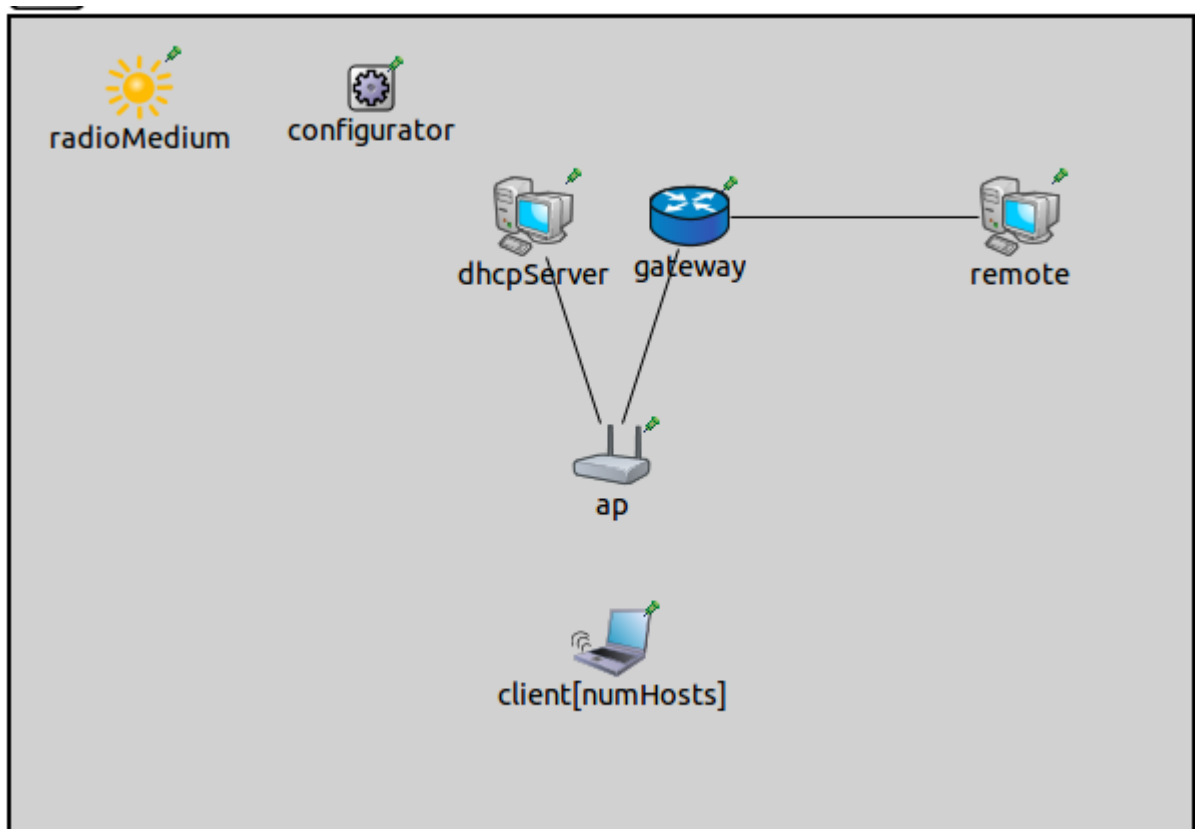 radioMedium
configurator
dhcpServer
gateway
remote
ap
client[numHosts]